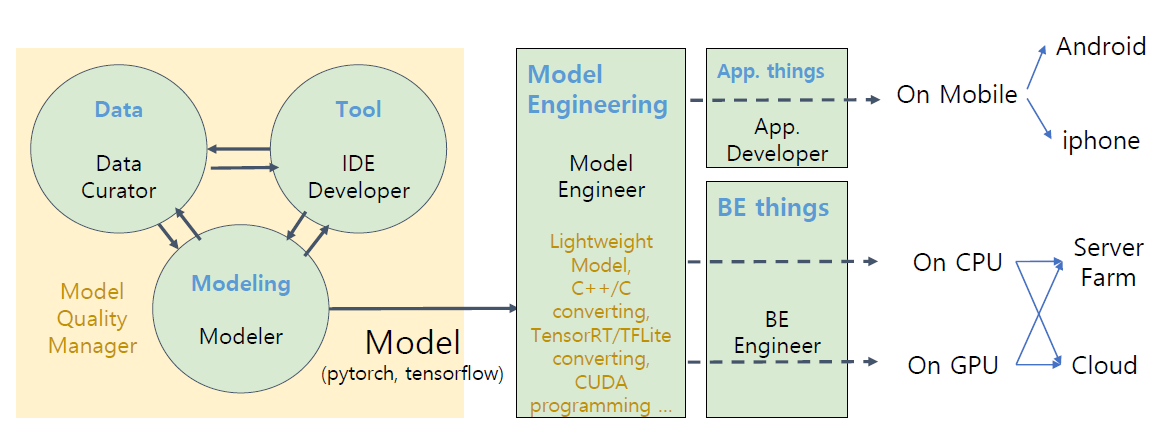 Data
Data
Curator
Tool
IDE
Developer
Modeling
Modeler
Model
Quality
Manager
Model
(pytorch, tensorflow)
Model
Engineering
Model
Engineer
Lightweight
Model,
C++/C
converting,
TensorRT/TFLite
converting,
CUDA
programming ...
App. things
App.
Developer
BE things
BE
Engineer
On Mobile
Android
iphone
On CPU
On GPU
Server
Farm
Cloud